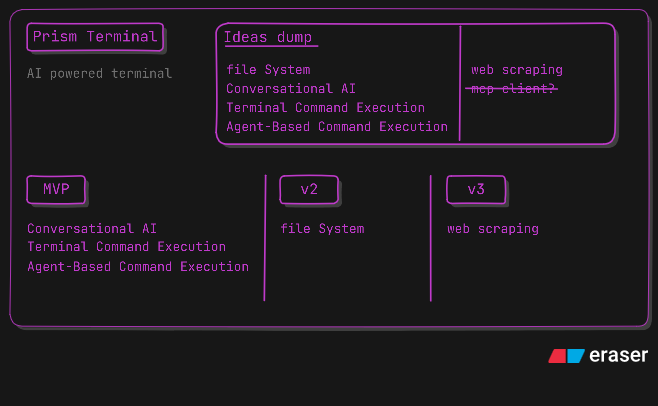 Prism Terminal
AI powered terminal
Ideas dump
file System
Conversational AI
Terminal Command Execution
Agent-Based Command Execution
web scraping
mcp client?
MVP
Conversational AI
Terminal Command Execution
Agent-Based Command Execution
v2
file System
v3
web scraping
eraser